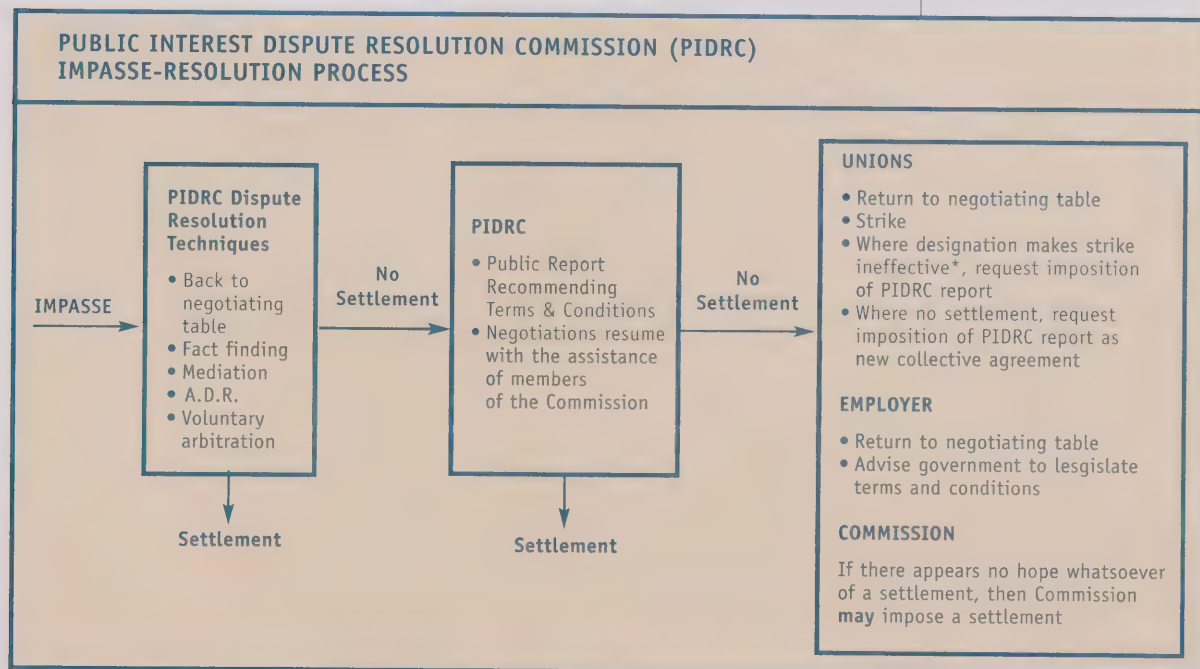 PUBLIC INTEREST DISPUTE RESOLUTION COMMISSION (PIDRC)
IMPASSE-RESOLUTION PROCESS
IMPASSE
PIDRC Dispute
Resolution
Techniques
• Back to
negotiating
table
• Fact finding
• Mediation
• A.D.R.
• Voluntary
arbitration
Settlement
No
Settlement
PIDRC
• Public Report
Recommending
Terms & Conditions
• Negotiations resume
with the assistance
of members
of the Commission
Settlement
No
Settlement
UNIONS
• Return to negotiating table
• Strike
• Where designation makes strike
ineffective*, request imposition
of PIDRC report
• Where no settlement, request
imposition of PIDRC report as
new collective agreement
EMPLOYER
• Return to negotiating table
• Advise government to lesgislate
terms and conditions
COMMISSION
If there appears no hope whatsoever
of a settlement, then Commission
may impose a settlement